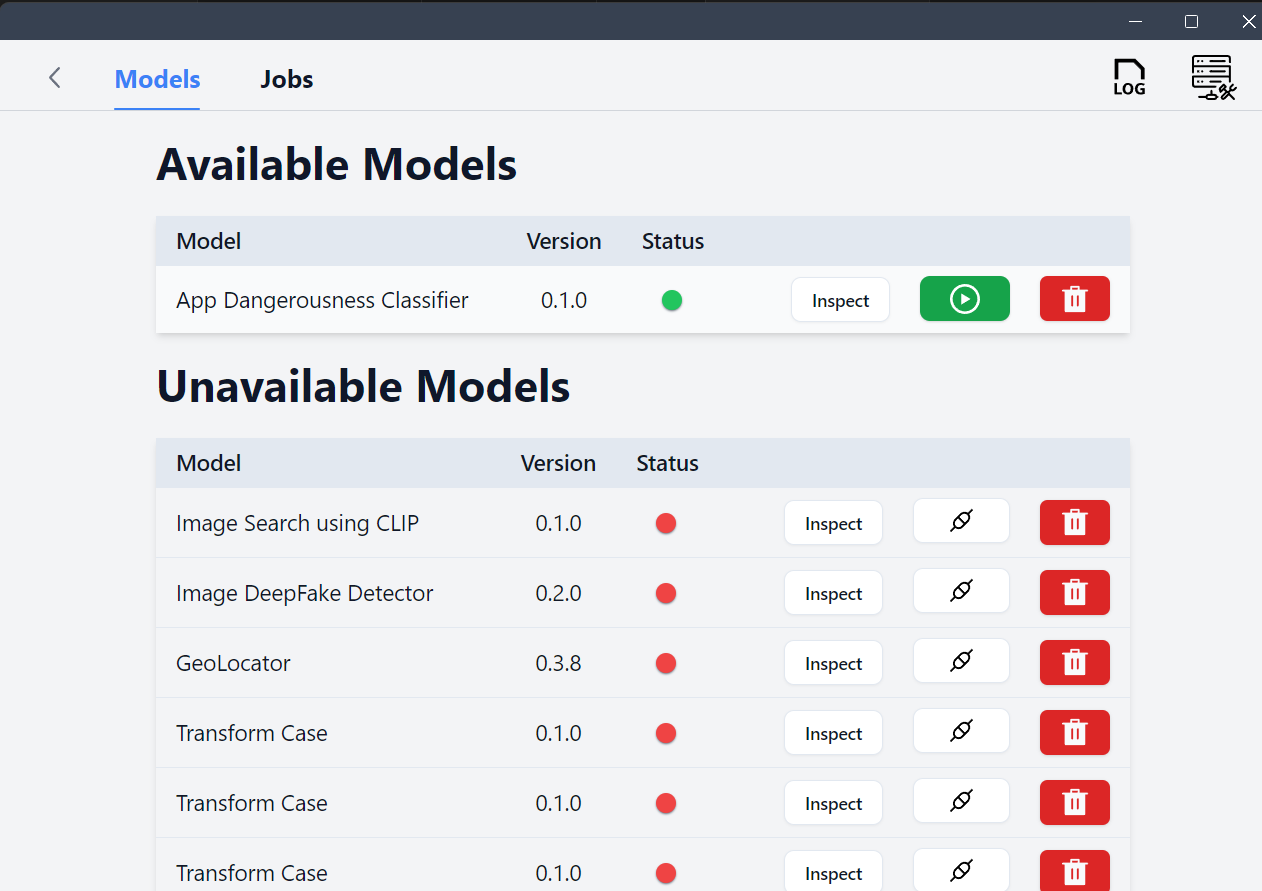 Models Jobs LOG
Available Models
Model Version Status
App Dangerousness Classifier 0.1.0 Inspect
Unavailable Models
Model Version Status
Image Search using CLIP 0.1.0 Inspect
Image DeepFake Detector 0.2.0 Inspect
GeoLocator 0.3.8 Inspect
Transform Case 0.1.0 Inspect
Transform Case 0.1.0 Inspect
Transform Case 0.1.0 Inspect